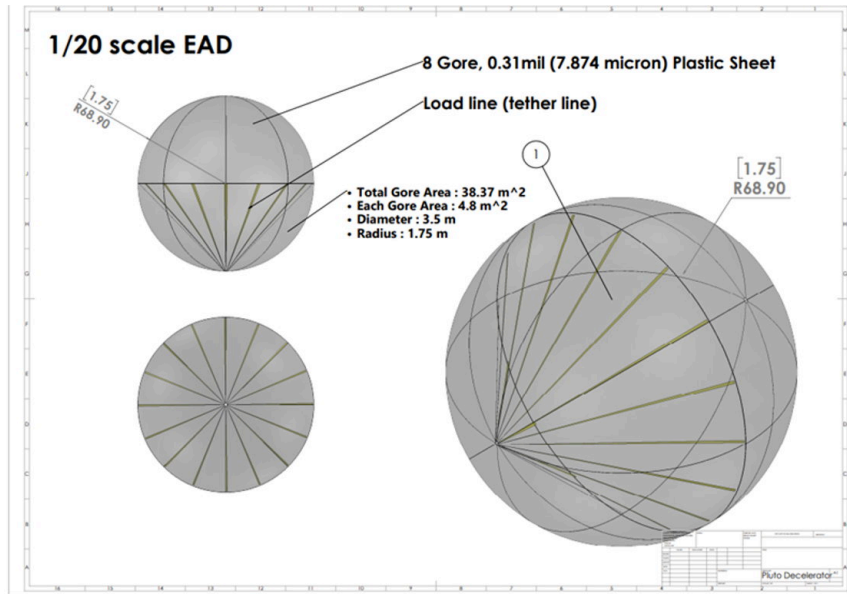 1/20 scale EAD
8 Gore, 0.31mil (7.874 micron) Plastic Sheet
Load line (tether line)
[1.75]
R68.90
• Total Gore Area : 38.37 m^2
• Each Gore Area : 4.8 m^2
• Diameter : 3.5 m
• Radius : 1.75 m
1
[1.75]
R68.90
Pluto Decelerator